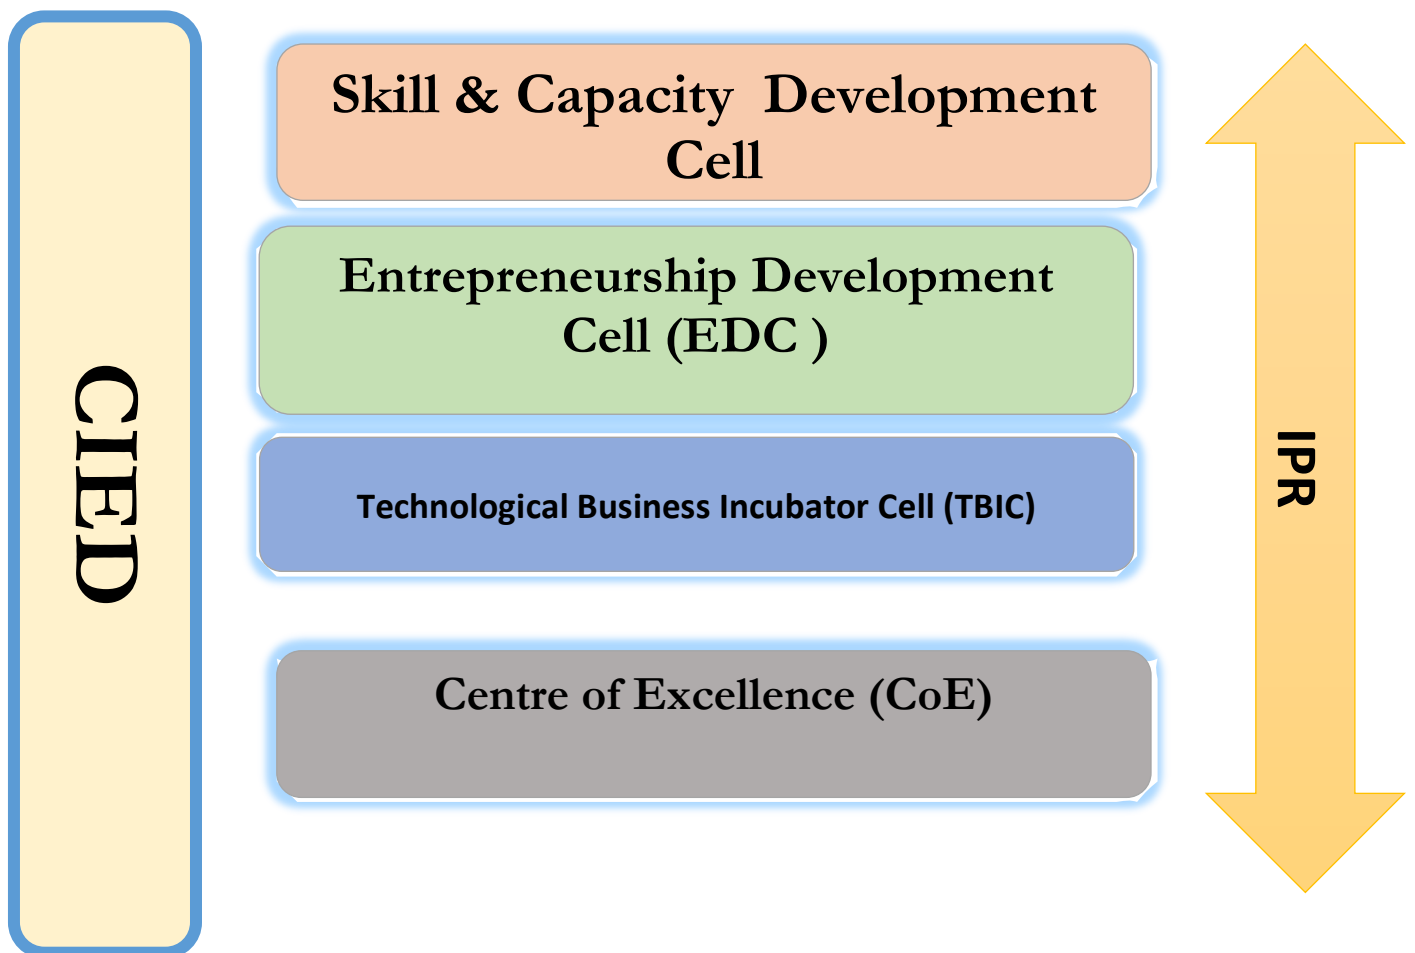 CIED
Skill & Capacity  Development
Cell
Entrepreneurship Development
Cell (EDC )
Technological Business Incubator Cell (TBIC)
Centre of Excellence (CoE)
IPR